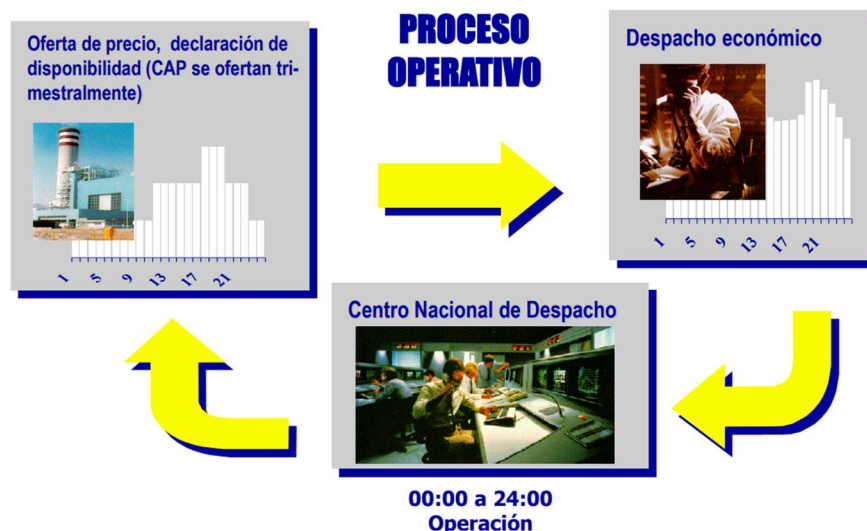 PROCESO
OPERATIVO
Oferta de precio, declaración de
disponibilidad (CAP se ofertan tri-
mestralmente)
1 5 9 13 17 21
Despacho económico
1 5 9 13 17 21
Centro Nacional de Despacho
00:00 a 24:00
Operación